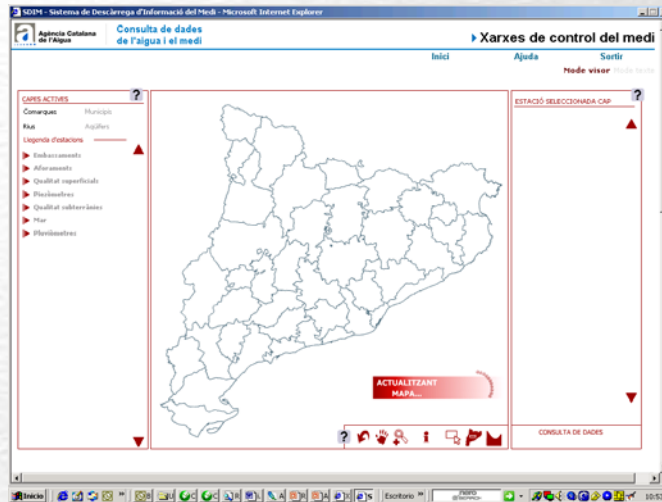 SDIM - Sistema de Descàrrega d'Informació del Medi - Microsoft Internet Explorer
Agència Catalana
de l'Aigua
Consulta de dades
de l'aigua i el medi
Xarxes de control del medi
Inici
Ajuda
Sortir
Mode visor Mode texte
CAPES ACTIVES
?
Comarques Municipis
Rius Aqüífers
Llegenda d'estacions
Embassaments
Aforaments
Qualitat superficials
Piezòmetres
Qualitat subterrànies
Mar
Pluviòmetres
?
ESTACIÓ SELECCIONADA CAP
ACTUALITZANT
MAPA...
?
CONSULTA DE DADES
Inicio
Escritorio
nero
10:53